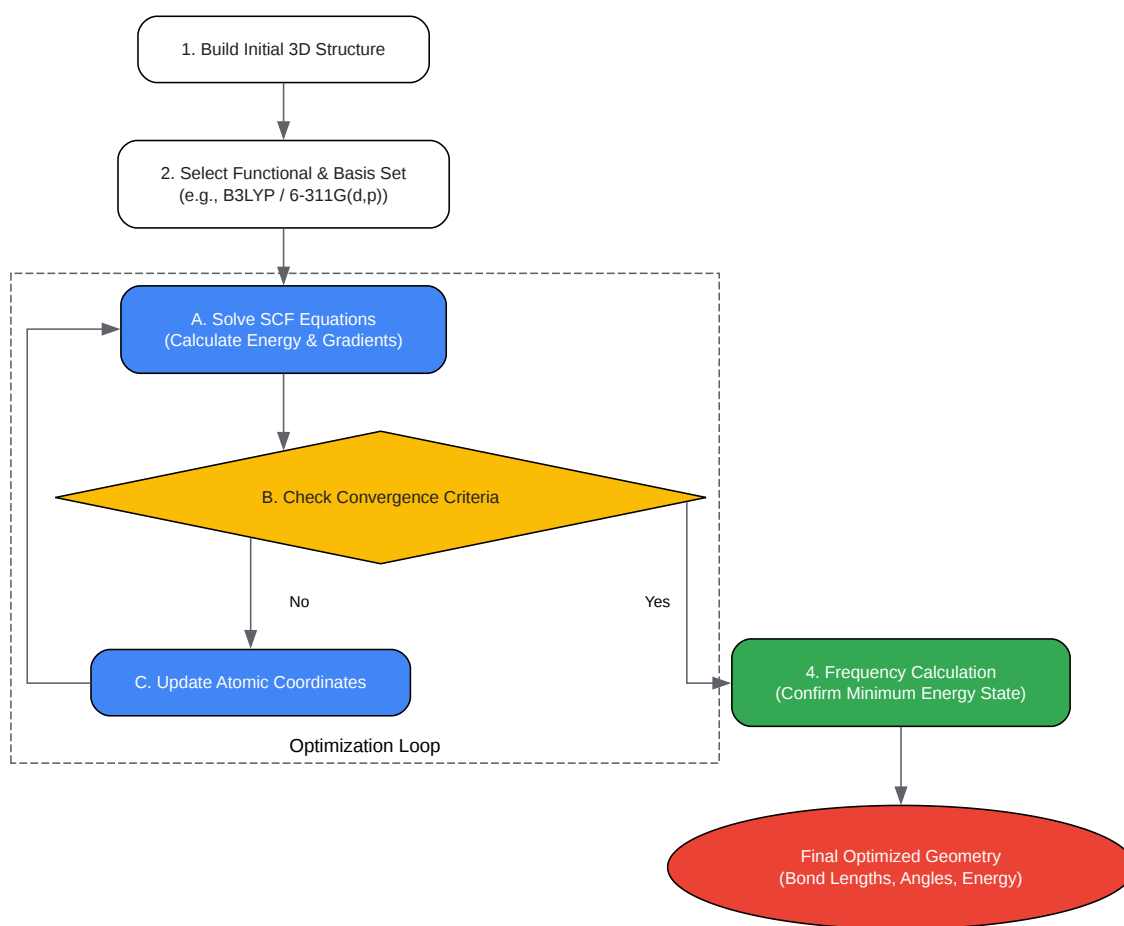 1. Build Initial 3D Structure
2. Select Functional & Basis Set
(e.g., B3LYP / 6-311G(d,p))
A. Solve SCF Equations
(Calculate Energy & Gradients)
B. Check Convergence Criteria
No
Yes
C. Update Atomic Coordinates
4. Frequency Calculation
(Confirm Minimum Energy State)
Optimization Loop
Final Optimized Geometry
(Bond Lengths, Angles, Energy)